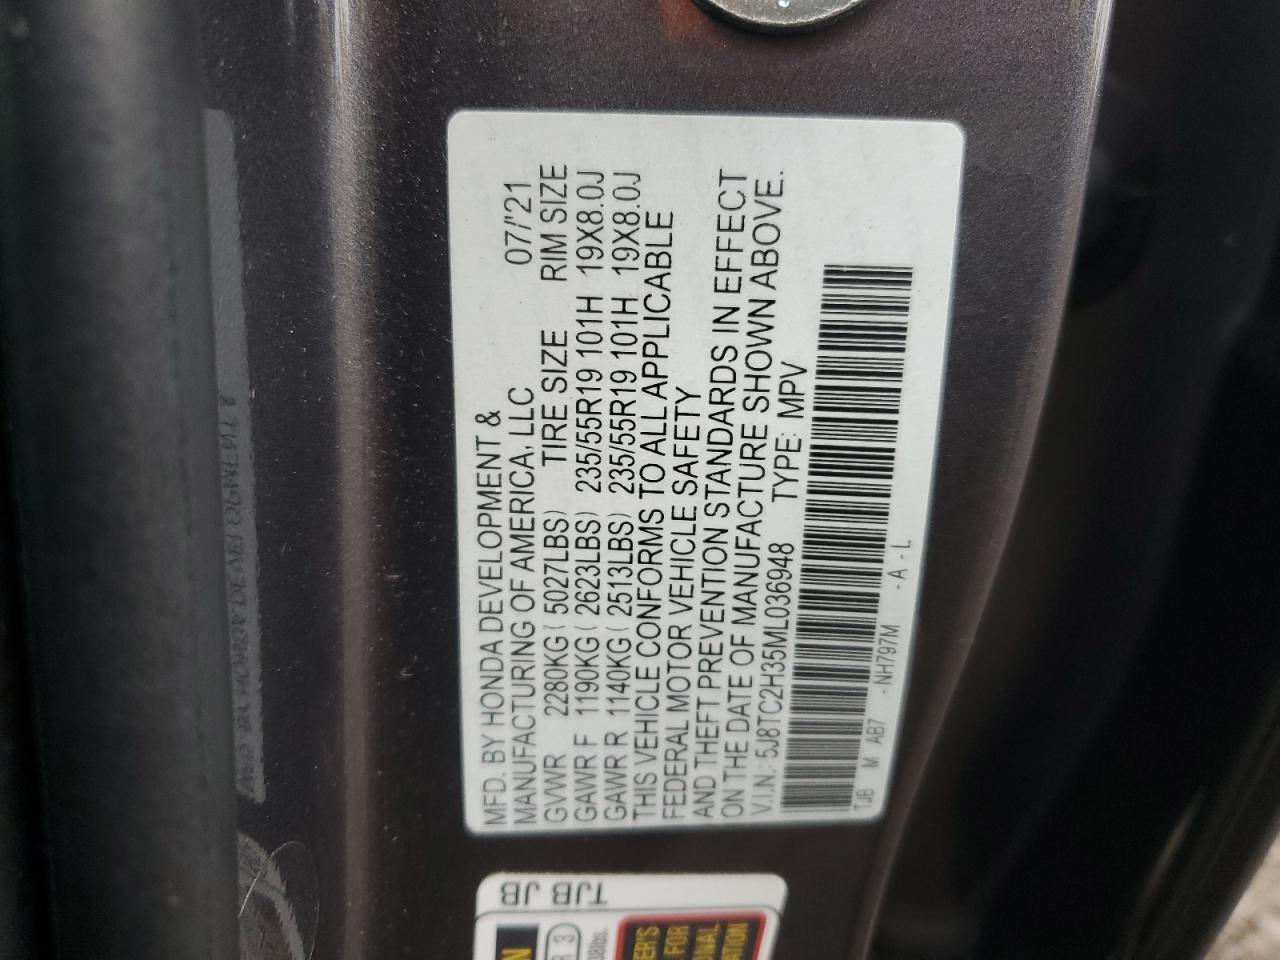 MFD. BY HONDA DEVELOPMENT &
MANUFACTURING OF AMERICA, LLC 07/'21
GVWR 2280KG ( 5027LBS) TIRE SIZE RIM SIZE
GAWR F 1190KG ( 2623LBS) 235/55R19 101H 19X8.0J
GAWR R 1140KG ( 2513LBS) 235/55R19 101H 19X8.0J
THIS VEHICLE CONFORMS TO ALL APPLICABLE
FEDERAL MOTOR VEHICLE SAFETY
AND THEFT PREVENTION STANDARDS IN EFFECT
ON THE DATE OF MANUFACTURE SHOWN ABOVE.
V.I.N.: 5J8TC2H35ML036948 TYPE: MPV
TJB M AB7 -NH797M -A-L
TJB
JB